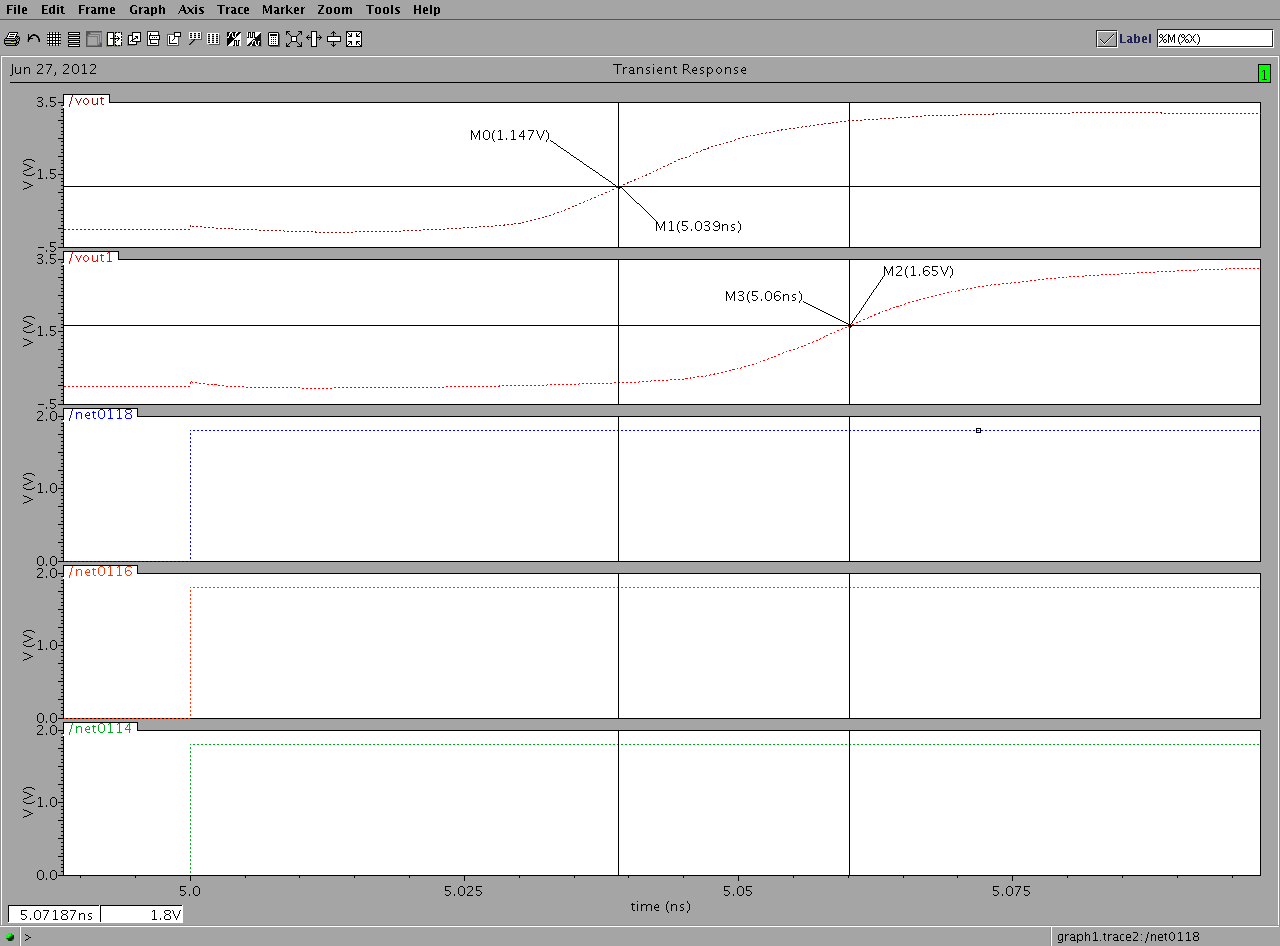 File Edit Frame Graph Axis Trace Marker Zoom Tools Help
Label %M(%X)
Jun 27, 2012 Transient Response 1
/vout
3.5
1.5
-.5
V (V)
M0(1.147V)
M1(5.039ns)
/vout1
3.5
1.5
-.5
V (V)
M2(1.65V)
M3(5.06ns)
/net0118
2.0
1.0
0.0
V (V)
/net0116
2.0
1.0
0.0
V (V)
/net0114
2.0
1.0
0.0
V (V)
5.0 5.025 5.05 5.075
time (ns)
5.07187ns 1.8V
> graph1.trace2:/net0118